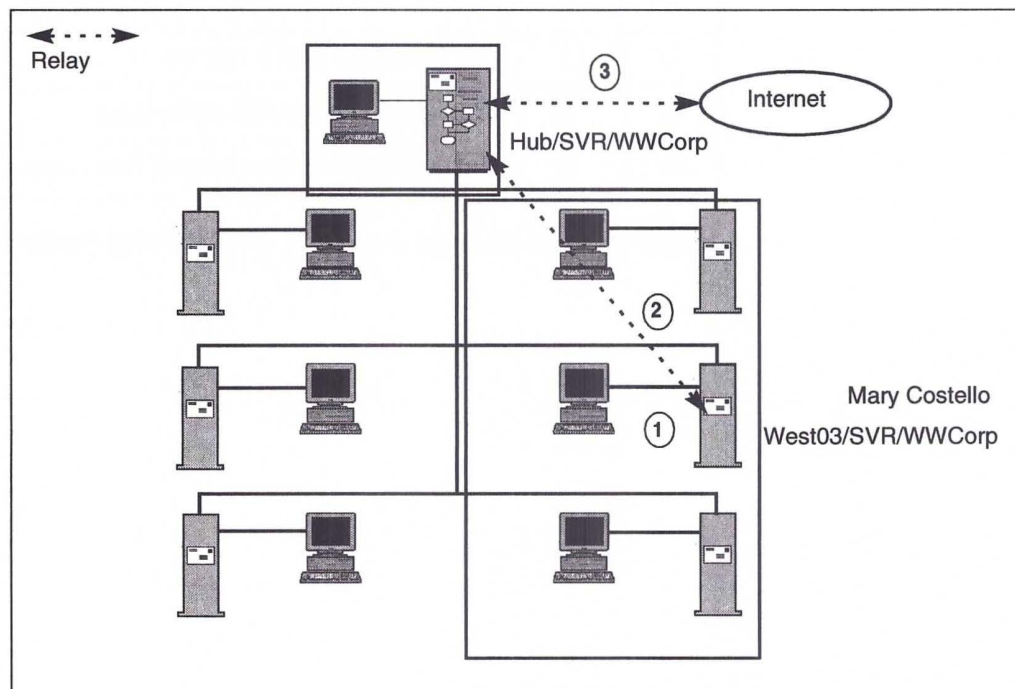 Relay
3
Internet
Hub/SVR/WWCorp
2
Mary Costello
1
West03/SVR/WWCorp